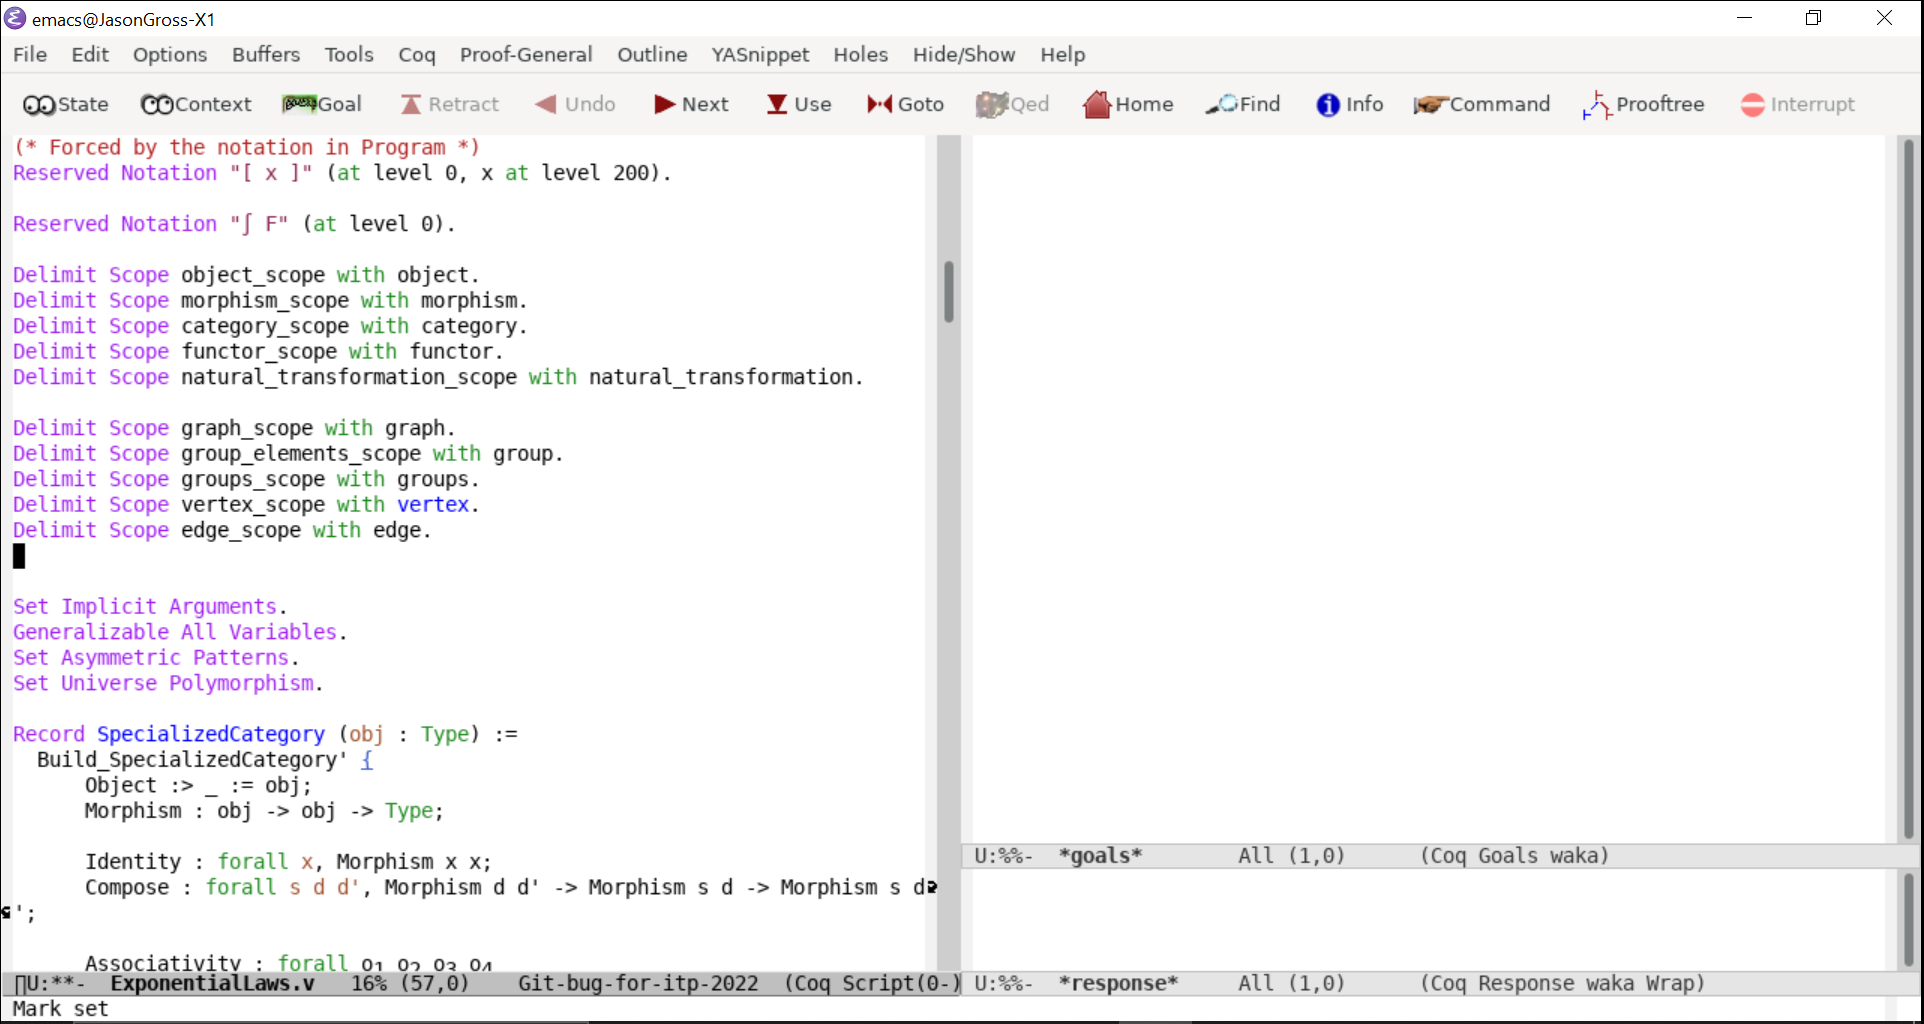 emacs@JasonGross-X1
File Edit Options Buffers Tools Coq Proof-General Outline YASnippet Holes Hide/Show Help
State Context Goal Retract Undo Next Use Goto Qed Home Find Info Command Prooftree Interrupt
(* Forced by the notation in Program *)
Reserved Notation "[ x ]" (at level 0, x at level 200).
Reserved Notation "∫ F" (at level 0).
Delimit Scope object_scope with object.
Delimit Scope morphism_scope with morphism.
Delimit Scope category_scope with category.
Delimit Scope functor_scope with functor.
Delimit Scope natural_transformation_scope with natural_transformation.
Delimit Scope graph_scope with graph.
Delimit Scope group_elements_scope with group.
Delimit Scope groups_scope with groups.
Delimit Scope vertex_scope with vertex.
Delimit Scope edge_scope with edge.
Set Implicit Arguments.
Generalizable All Variables.
Set Asymmetric Patterns.
Set Universe Polymorphism.
Record SpecializedCategory (obj : Type) :=
Build_SpecializedCategory' {
Object :> _ := obj;
Morphism : obj -> obj -> Type;
Identity : forall x, Morphism x x;
Compose : forall s d d', Morphism d d' -> Morphism s d -> Morphism s d
';
Associativity : forall o1 o2 o3 o4
U:**- ExponentialLaws.v 16% (57,0) Git-bug-for-itp-2022 (Coq Script(0-)
Mark set
U:%%- *goals* All (1,0) (Coq Goals waka)
U:%%- *response* All (1,0) (Coq Response waka Wrap)